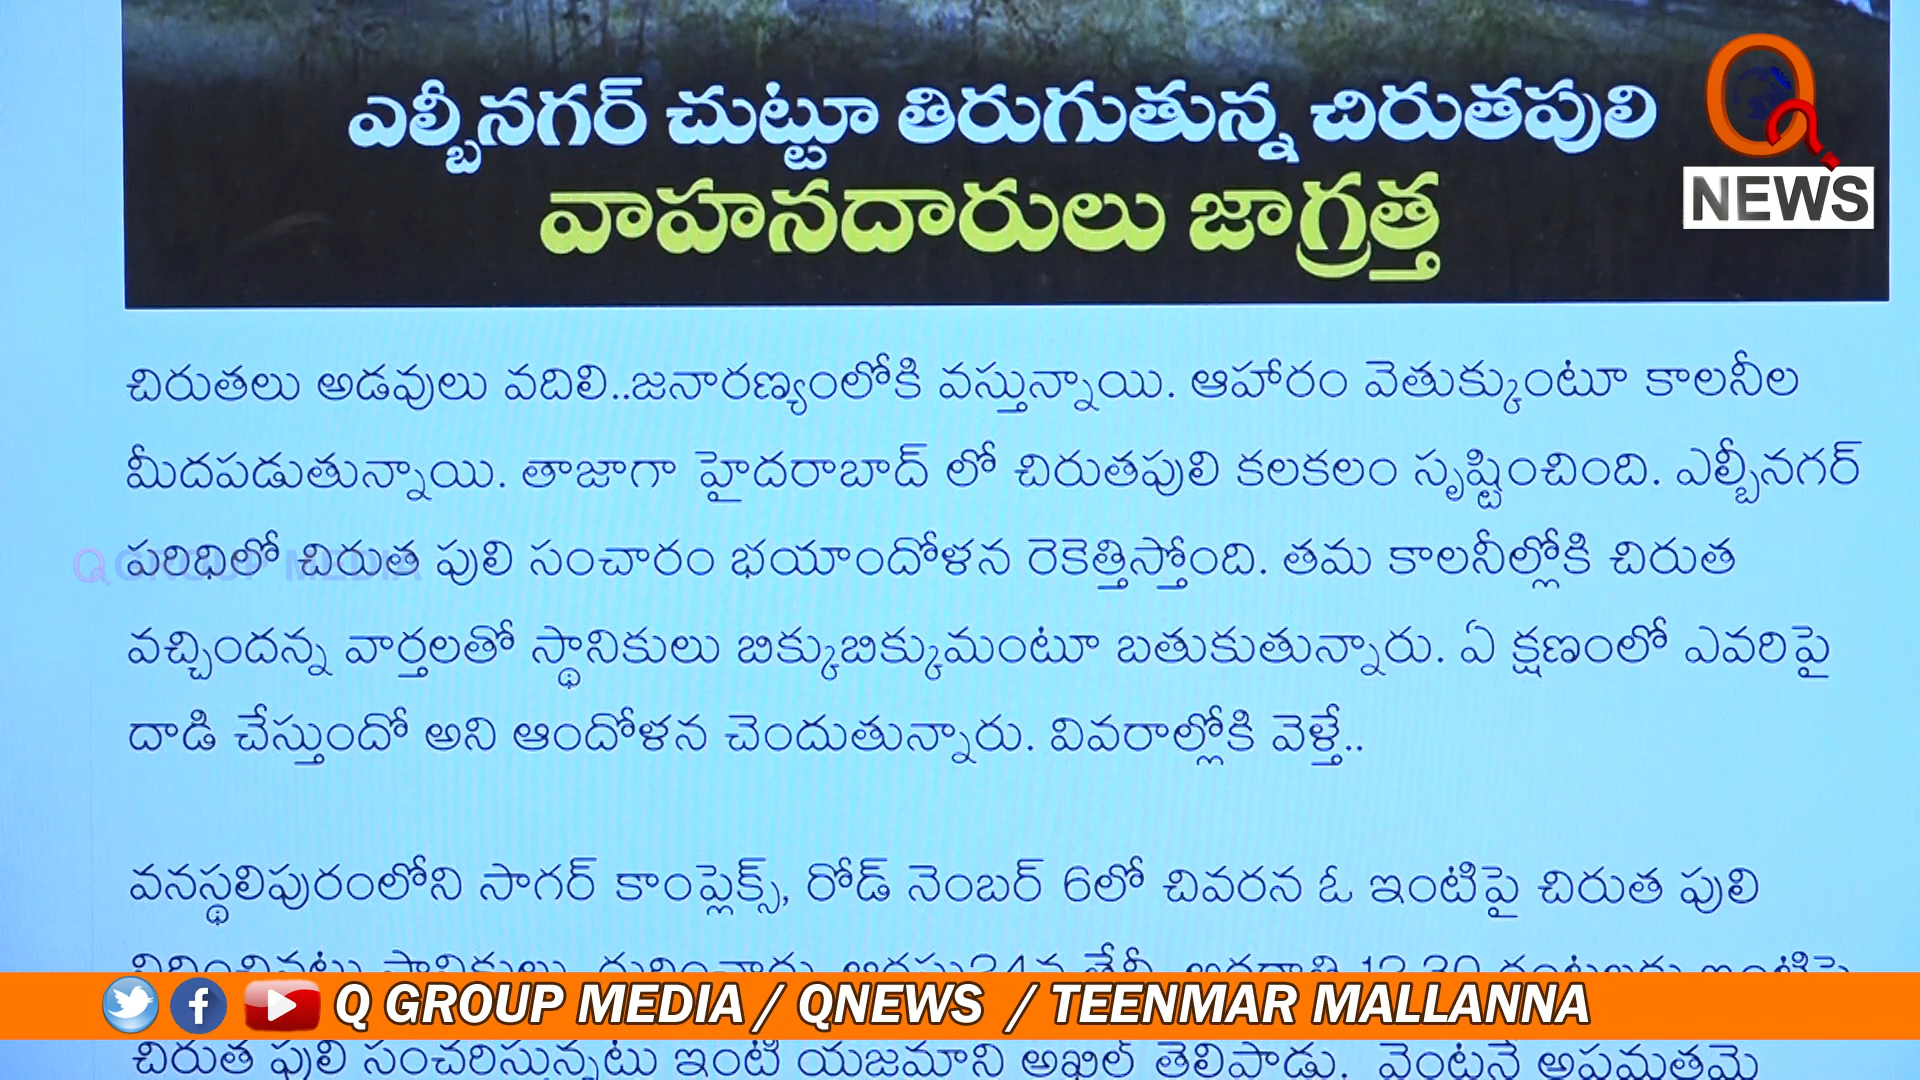 ఎల్బీనగర్ చుట్టూ తిరుగుతున్న చిరుతపులి
వాహనదారులు జాగ్రత్త
Q
NEWS
చిరుతలు అడవులు వదిలి..జనారణ్యంలోకి వస్తున్నాయి. ఆహారం వెతుక్కుంటూ కాలనీల
మీదపడుతున్నాయి. తాజాగా హైదరాబాద్ లో చిరుతపులి కలకలం సృష్టించింది. ఎల్బీనగర్
పరిధిలో చిరుత పులి సంచారం భయాందోళన రెకెత్తిస్తోంది. తమ కాలనీల్లోకి చిరుత
Q GROUP MEDIA
వచ్చిందన్న వార్తలతో స్థానికులు బిక్కుబిక్కుమంటూ బతుకుతున్నారు. ఏ క్షణంలో ఎవరిపై
దాడి చేస్తుందో అని ఆందోళన చెందుతున్నారు. వివరాల్లోకి వెళ్తే..
వనస్థలిపురంలోని సాగర్ కాంప్లెక్స్, రోడ్ నెంబర్ 6లో చివరన ఓ ఇంటిపై చిరుత పులి
Q GROUP MEDIA / QNEWS / TEENMAR MALLANNA
చిరుత పులి సంచరిస్తున్నట్లు ఇంటి యజమాని అఖిల్ తెలిపాడు. వెంటనే అప్రమత్తమై